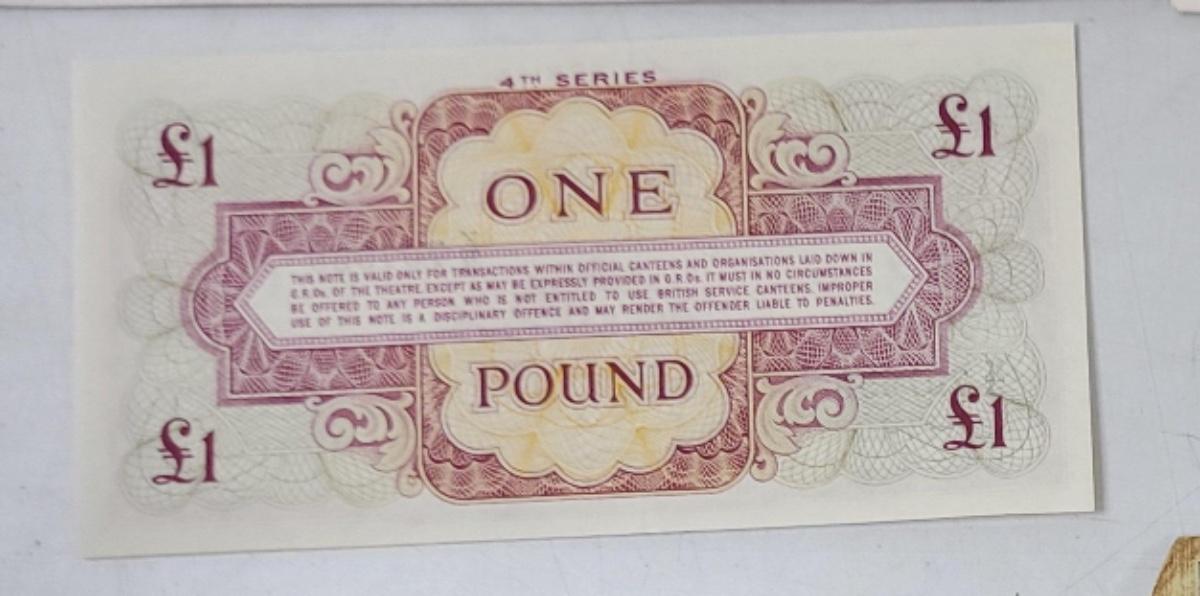 4TH SERIES
£1
£1
ONE
THIS NOTE IS VALID ONLY FOR TRANSACTIONS WITHIN OFFICIAL CANTEENS AND ORGANISATIONS LAID DOWN IN
G.R.Os. OF THE THEATRE, EXCEPT AS MAY BE EXPRESSLY PROVIDED IN G.R.Os. IT MUST IN NO CIRCUMSTANCES
BE OFFERED TO ANY PERSON WHO IS NOT ENTITLED TO USE BRITISH SERVICE CANTEENS. IMPROPER
USE OF THIS NOTE IS A DISCIPLINARY OFFENCE AND MAY RENDER THE OFFENDER LIABLE TO PENALTIES.
POUND
£1
£1